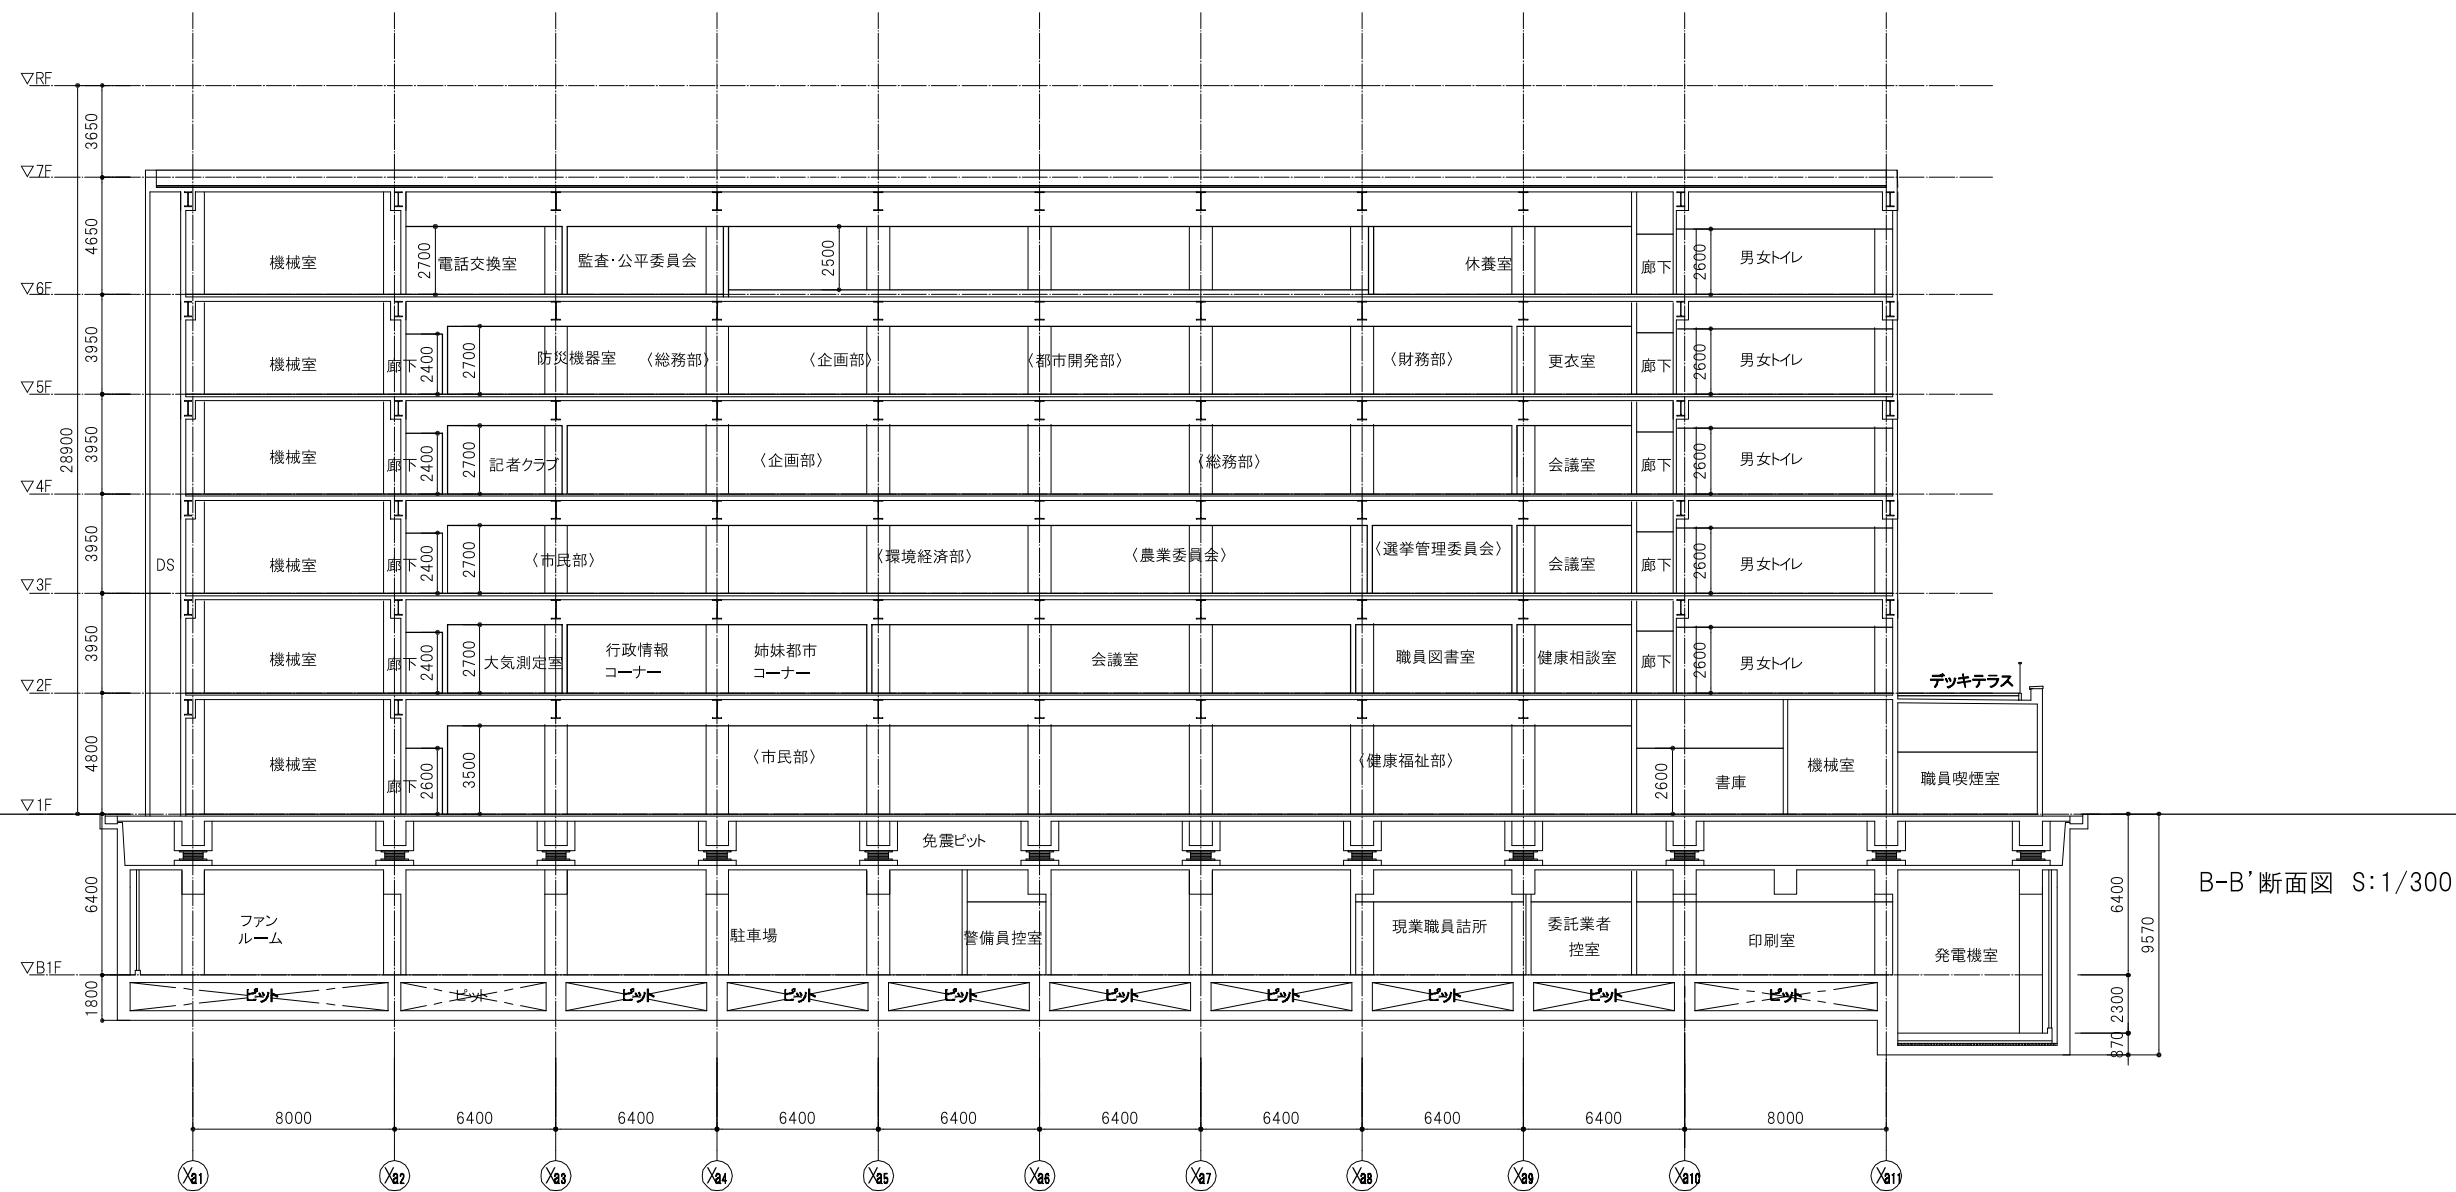 ▽RF
3650
▽7F
4650
機械室
2700
電話交換室
監査・公平委員会
2500
休養室
廊下
2600
男女トイレ
▽6F
3950
機械室
廊下
2400
2700
防災機器室
〈総務部〉
〈企画部〉
〈都市開発部〉
〈財務部〉
更衣室
廊下
2600
男女トイレ
▽5F
28900
3950
機械室
廊下
2400
2700
記者クラブ
〈企画部〉
〈総務部〉
会議室
廊下
2600
男女トイレ
▽4F
3950
DS
機械室
廊下
2400
2700
〈市民部〉
〈環境経済部〉
〈農業委員会〉
〈選挙管理委員会〉
会議室
廊下
2600
男女トイレ
▽3F
3950
機械室
廊下
2400
2700
大気測定室
行政情報
コーナー
姉妹都市
コーナー
会議室
職員図書室
健康相談室
廊下
2600
男女トイレ
デッキテラス
▽2F
4800
機械室
廊下
2600
3500
〈市民部〉
〈健康福祉部〉
2600
書庫
機械室
職員喫煙室
▽1F
免震ピット
6400
ファン
ルーム
駐車場
警備員控室
現業職員詰所
委託業者
控室
印刷室
発電機室
6400
9570
B-B'断面図 S:1/300
▽B1F
1800
ピット
ピット
ピット
ピット
ピット
ピット
ピット
ピット
ピット
ピット
2300
870
8000
6400
6400
6400
6400
6400
6400
6400
6400
8000
Xa1
Xa2
Xa3
Xa4
Xa5
Xa6
Xa7
Xa8
Xa9
Xa10
Xa11